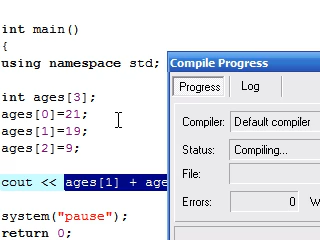 int main()
{
using namespace std;
int ages[3];
ages[0]=21;
ages[1]=19;
ages[2]=9;
cout << ages[1] + age
system("pause");
return 0;
Compile Progress
Progress Log
Compiler: Default compiler
Status: Compiling...
File:
Errors: 0 W